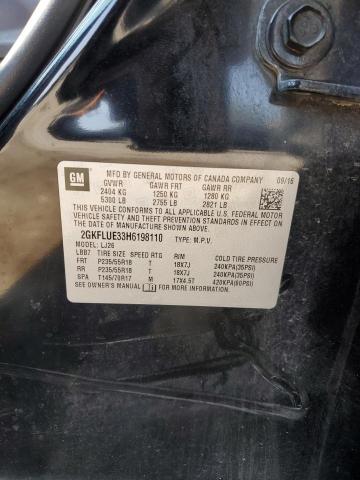 GM
MFD BY GENERAL MOTORS OF CANADA COMPANY 09/16
GVWR GAWR FRT GAWR RR
2404 KG 1250 KG 1280 KG
5300 LB 2755 LB 2821 LB
THIS VEHICLE CONFORMS TO ALL APPLICABLE U.S. FEDERAL MOTOR
VEHICLE SAFETY AND THEFT PREVENTION STANDARDS IN EFFECT ON
THE DATE OF MANUFACTURE SHOWN ABOVE.
2GKFLUE33H6198110 TYPE: M.P.V.
MODEL: LJ26
LBB7 TIRE SIZE SPEED RTG RIM COLD TIRE PRESSURE
FRT P235/55R18 T 18X7J 240KPA(35PSI)
RR P235/55R18 T 18X7J 240KPA(35PSI)
SPA T145/70R17 M 17X4.5T 420KPA(60PSI)
SEE OWNER'S MANUAL FOR MORE INFORMATION.